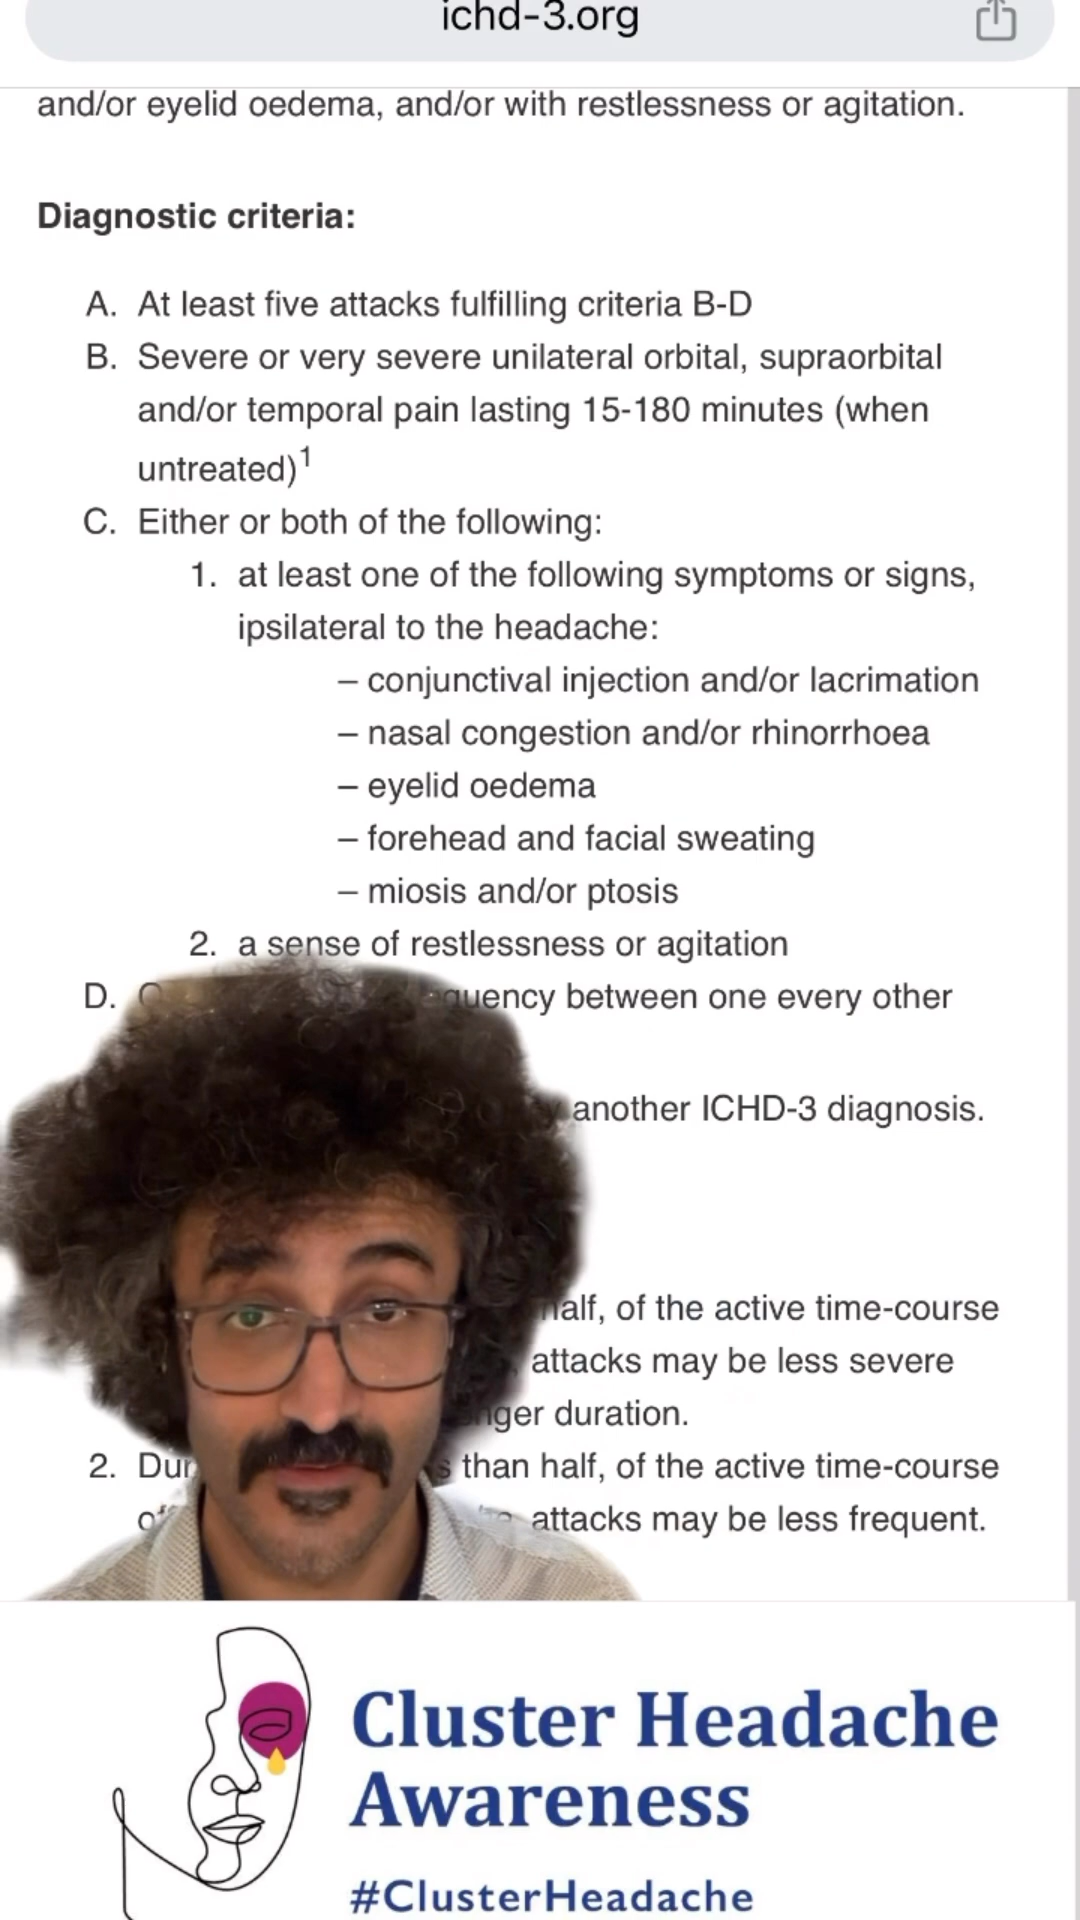 ichd-3.org
and/or eyelid oedema, and/or with restlessness or agitation.
Diagnostic criteria:
A. At least five attacks fulfilling criteria B-D
B. Severe or very severe unilateral orbital, supraorbital
and/or temporal pain lasting 15-180 minutes (when
untreated)1
C. Either or both of the following:
1. at least one of the following symptoms or signs,
ipsilateral to the headache:
– conjunctival injection and/or lacrimation
– nasal congestion and/or rhinorrhoea
– eyelid oedema
– forehead and facial sweating
– miosis and/or ptosis
2. a sense of restlessness or agitation
D. between one every other
another ICHD-3 diagnosis.
of the active time-course
attacks may be less severe
duration.
2. than half, of the active time-course
attacks may be less frequent.
Cluster Headache
Awareness
#ClusterHeadache